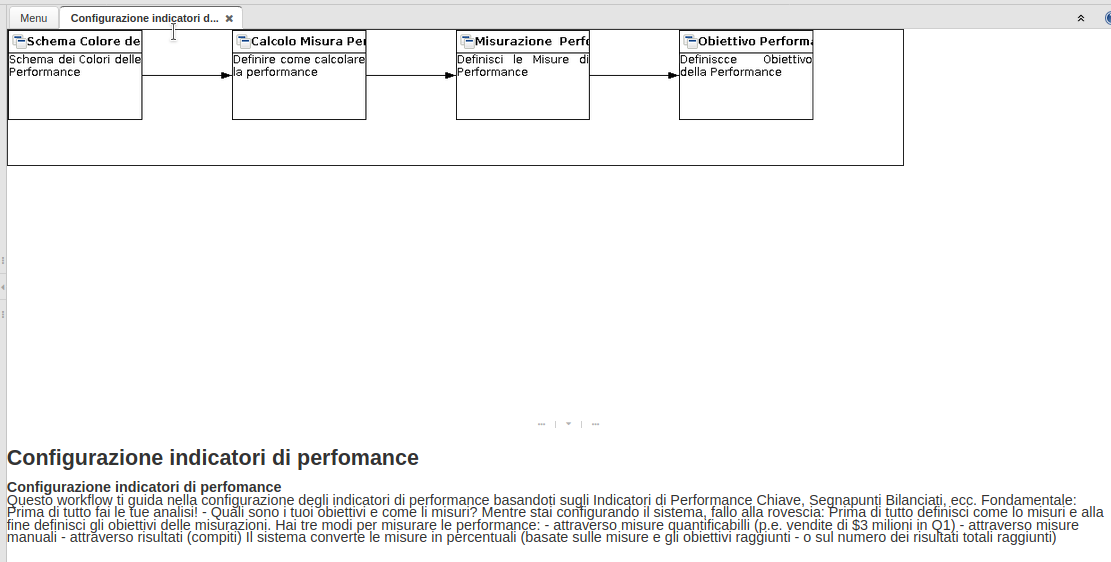 Menu
Configurazione indicatori d...
Schema Colore de
Schema dei Colori delle
Performance
Calcolo Misura Per
Definire come calcolare
la performance
Misurazione Perfo
Definisci le Misure di
Performance
Obiettivo Performa
Definiscce Obiettivo
della Performance
Configurazione indicatori di perfomance
Configurazione indicatori di perfomance
Questo workflow ti guida nella configurazione degli indicatori di performance basandoti sugli Indicatori di Performance Chiave, Segnapunti Bilanciati, ecc. Fondamentale:
Prima di tutto fai le tue analisi! - Quali sono i tuoi obiettivi e come li misuri? Mentre stai configurando il sistema, fallo alla rovescia: Prima di tutto definisci come lo misuri e alla
fine definisci gli obiettivi delle misurazioni. Hai tre modi per misurare le performance: - attraverso misure quantificabilli (p.e. vendite di $3 milioni in Q1) - attraverso misure
manuali - attraverso risultati (compiti) Il sistema converte le misure in percentuali (basate sulle misure e gli obiettivi raggiunti - o sul numero dei risultati totali raggiunti)